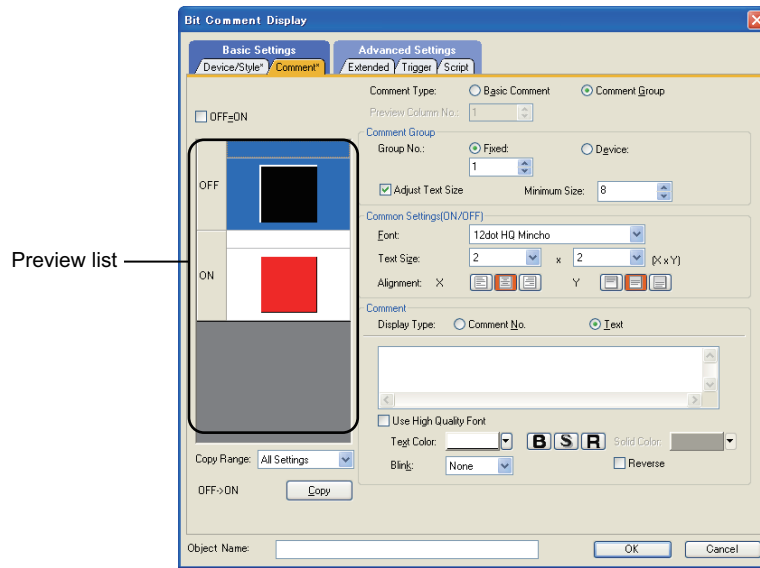 Bit Comment Display
Basic Settings Advanced Settings
Device/Style* Comment* Extended Trigger Script
Comment Type: Basic Comment Comment Group
Preview Column No.: 1
OFF=ON
Comment Group
Group No.: Fixed: Device:
1
Adjust Text Size Minimum Size: 8
OFF
Common Settings(ON/OFF)
Font: 12dot HQ Mincho
Text Size: 2 x 2 (X x Y)
Preview list
ON
Alignment: X Y
Comment
Display Type: Comment No. Text
Use High Quality Font
Text Color: B S R Solid Color:
Copy Range: All Settings
Blink: None Reverse
OFF->ON Copy
Object Name: OK Cancel